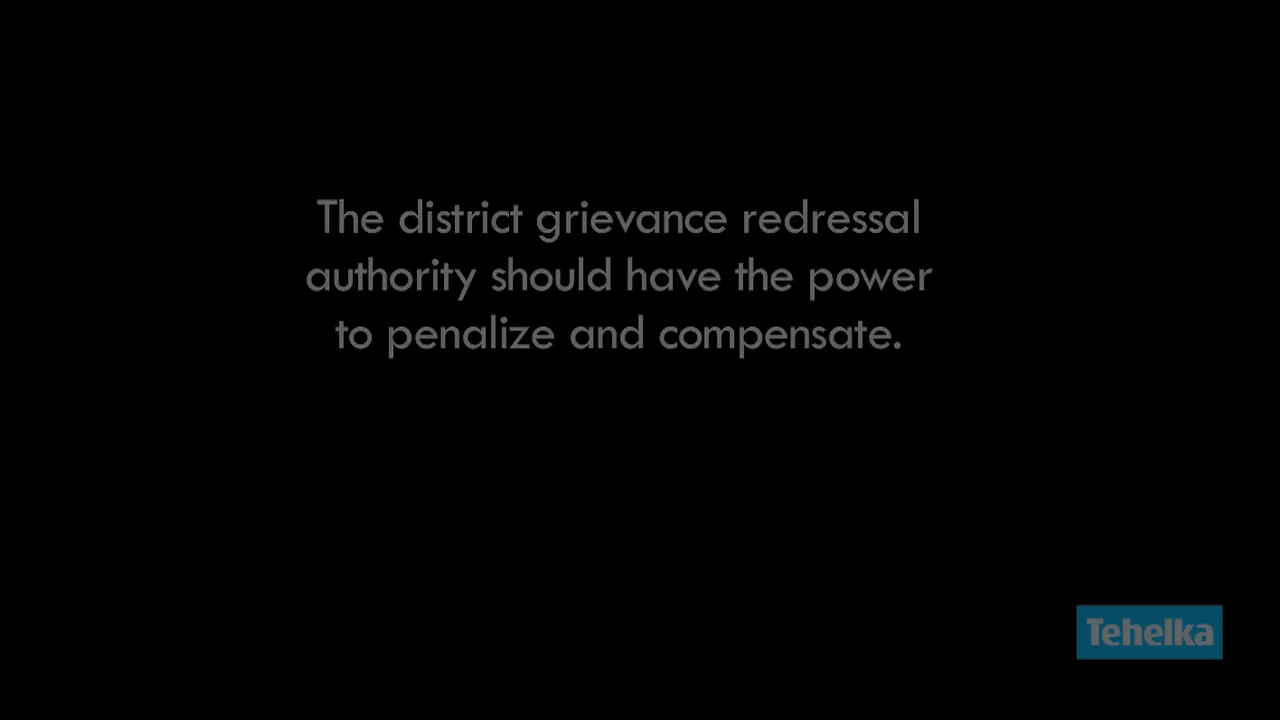 The district grievance redressal
authority should have the power
to penalize and compensate.
Tehelka